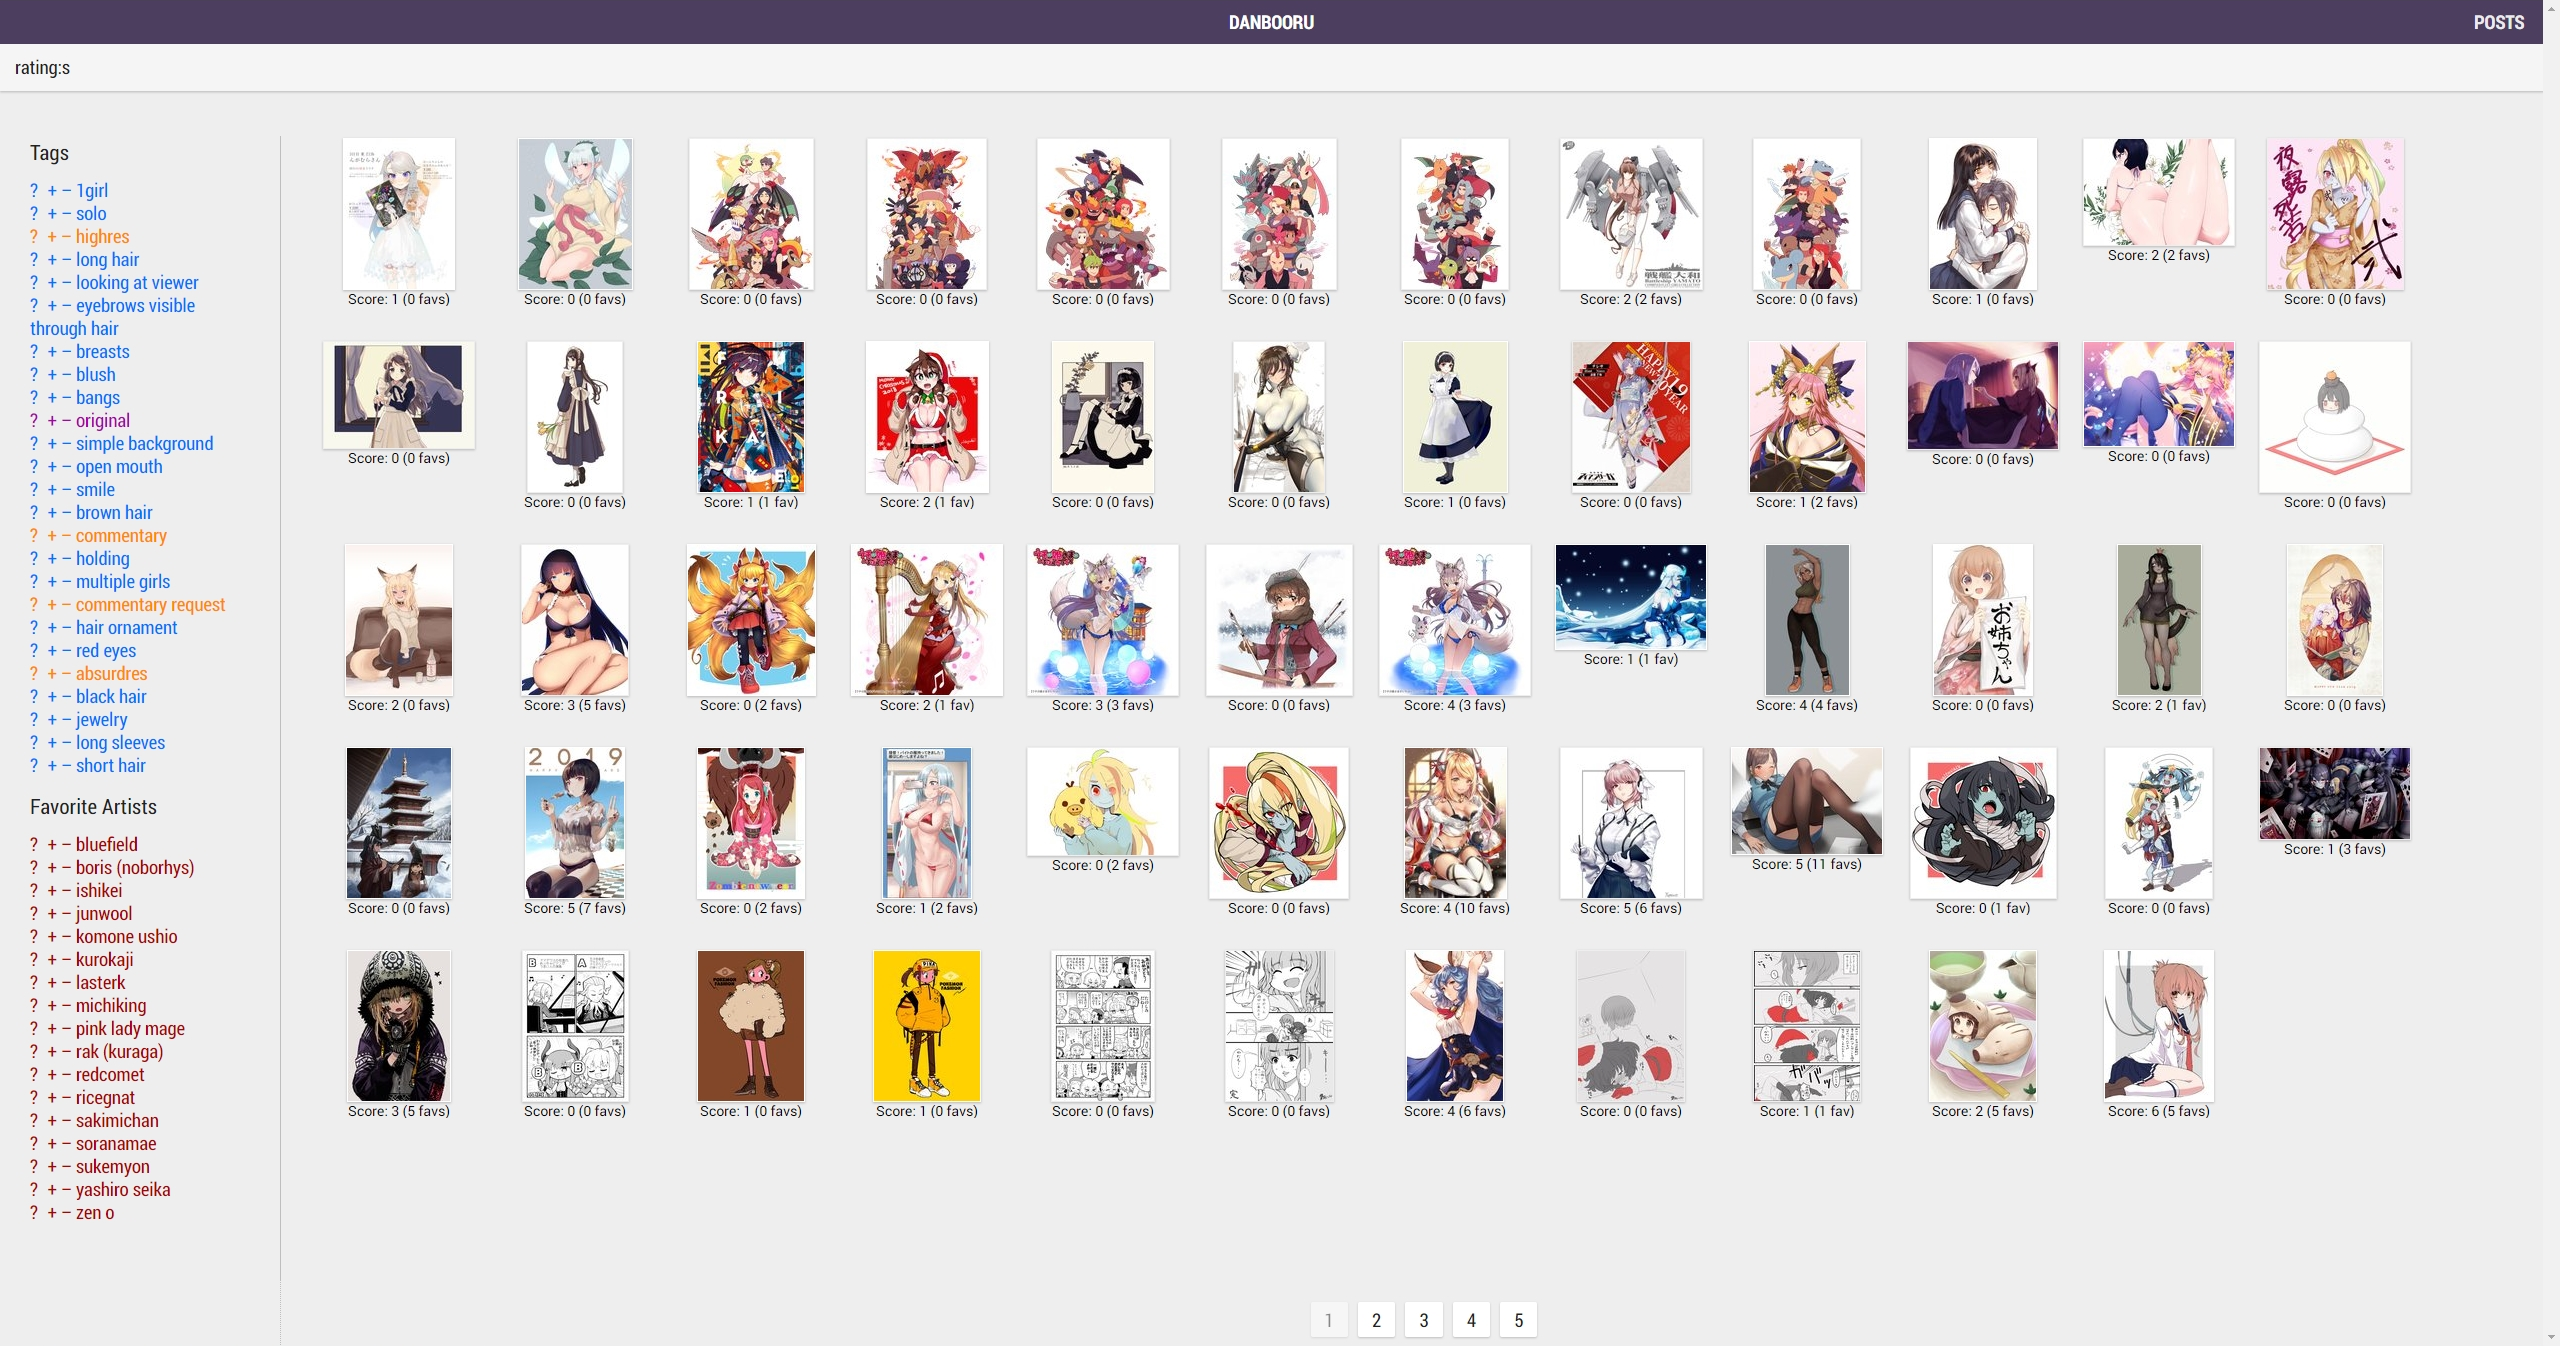 DANBOORU
POSTS
rating:s
Tags
? + – 1girl
? + – solo
? + – highres
? + – long hair
? + – looking at viewer
? + – eyebrows visible
through hair
? + – breasts
? + – blush
? + – bangs
? + – original
? + – simple background
? + – open mouth
? + – smile
? + – brown hair
? + – commentary
? + – holding
? + – multiple girls
? + – commentary request
? + – hair ornament
? + – red eyes
? + – absurdres
? + – black hair
? + – jewelry
? + – long sleeves
? + – short hair
Favorite Artists
? + – bluefield
? + – boris (noborhys)
? + – ishikei
? + – junwool
? + – komone ushio
? + – kurokaji
? + – lasterk
? + – michiking
? + – pink lady mage
? + – rak (kuraga)
? + – redcomet
? + – ricegnat
? + – sakimichan
? + – soranamae
? + – sukemyon
? + – yashiro seika
? + – zen o
Score: 2 (2 favs)
Score: 1 (0 favs)
Score: 0 (0 favs)
Score: 0 (0 favs)
Score: 0 (0 favs)
Score: 0 (0 favs)
Score: 0 (0 favs)
Score: 0 (0 favs)
Score: 2 (2 favs)
Score: 0 (0 favs)
Score: 1 (0 favs)
Score: 0 (0 favs)
HAPPY
NEW YEAR
Score: 0 (0 favs)
Score: 0 (0 favs)
Score: 0 (0 favs)
Score: 0 (0 favs)
Score: 1 (1 fav)
Score: 2 (1 fav)
Score: 0 (0 favs)
Score: 0 (0 favs)
Score: 1 (0 favs)
Score: 0 (0 favs)
Score: 1 (2 favs)
Score: 0 (0 favs)
お姉ちゃん
Score: 1 (1 fav)
Score: 2 (0 favs)
Score: 3 (5 favs)
Score: 0 (2 favs)
Score: 2 (1 fav)
Score: 3 (3 favs)
Score: 0 (0 favs)
Score: 4 (3 favs)
Score: 4 (4 favs)
Score: 0 (0 favs)
Score: 2 (1 fav)
Score: 0 (0 favs)
2019
Score: 1 (3 favs)
Score: 0 (2 favs)
Score: 5 (11 favs)
Score: 0 (0 favs)
Score: 5 (7 favs)
Score: 0 (2 favs)
Score: 1 (2 favs)
Score: 0 (0 favs)
Score: 4 (10 favs)
Score: 5 (6 favs)
Score: 0 (1 fav)
Score: 0 (0 favs)
POKEMON
FASHION
POKEMON
FASHION
Score: 3 (5 favs)
Score: 0 (0 favs)
Score: 1 (0 favs)
Score: 1 (0 favs)
Score: 0 (0 favs)
Score: 0 (0 favs)
Score: 4 (6 favs)
Score: 0 (0 favs)
Score: 1 (1 fav)
Score: 2 (5 favs)
Score: 6 (5 favs)
1 2 3 4 5